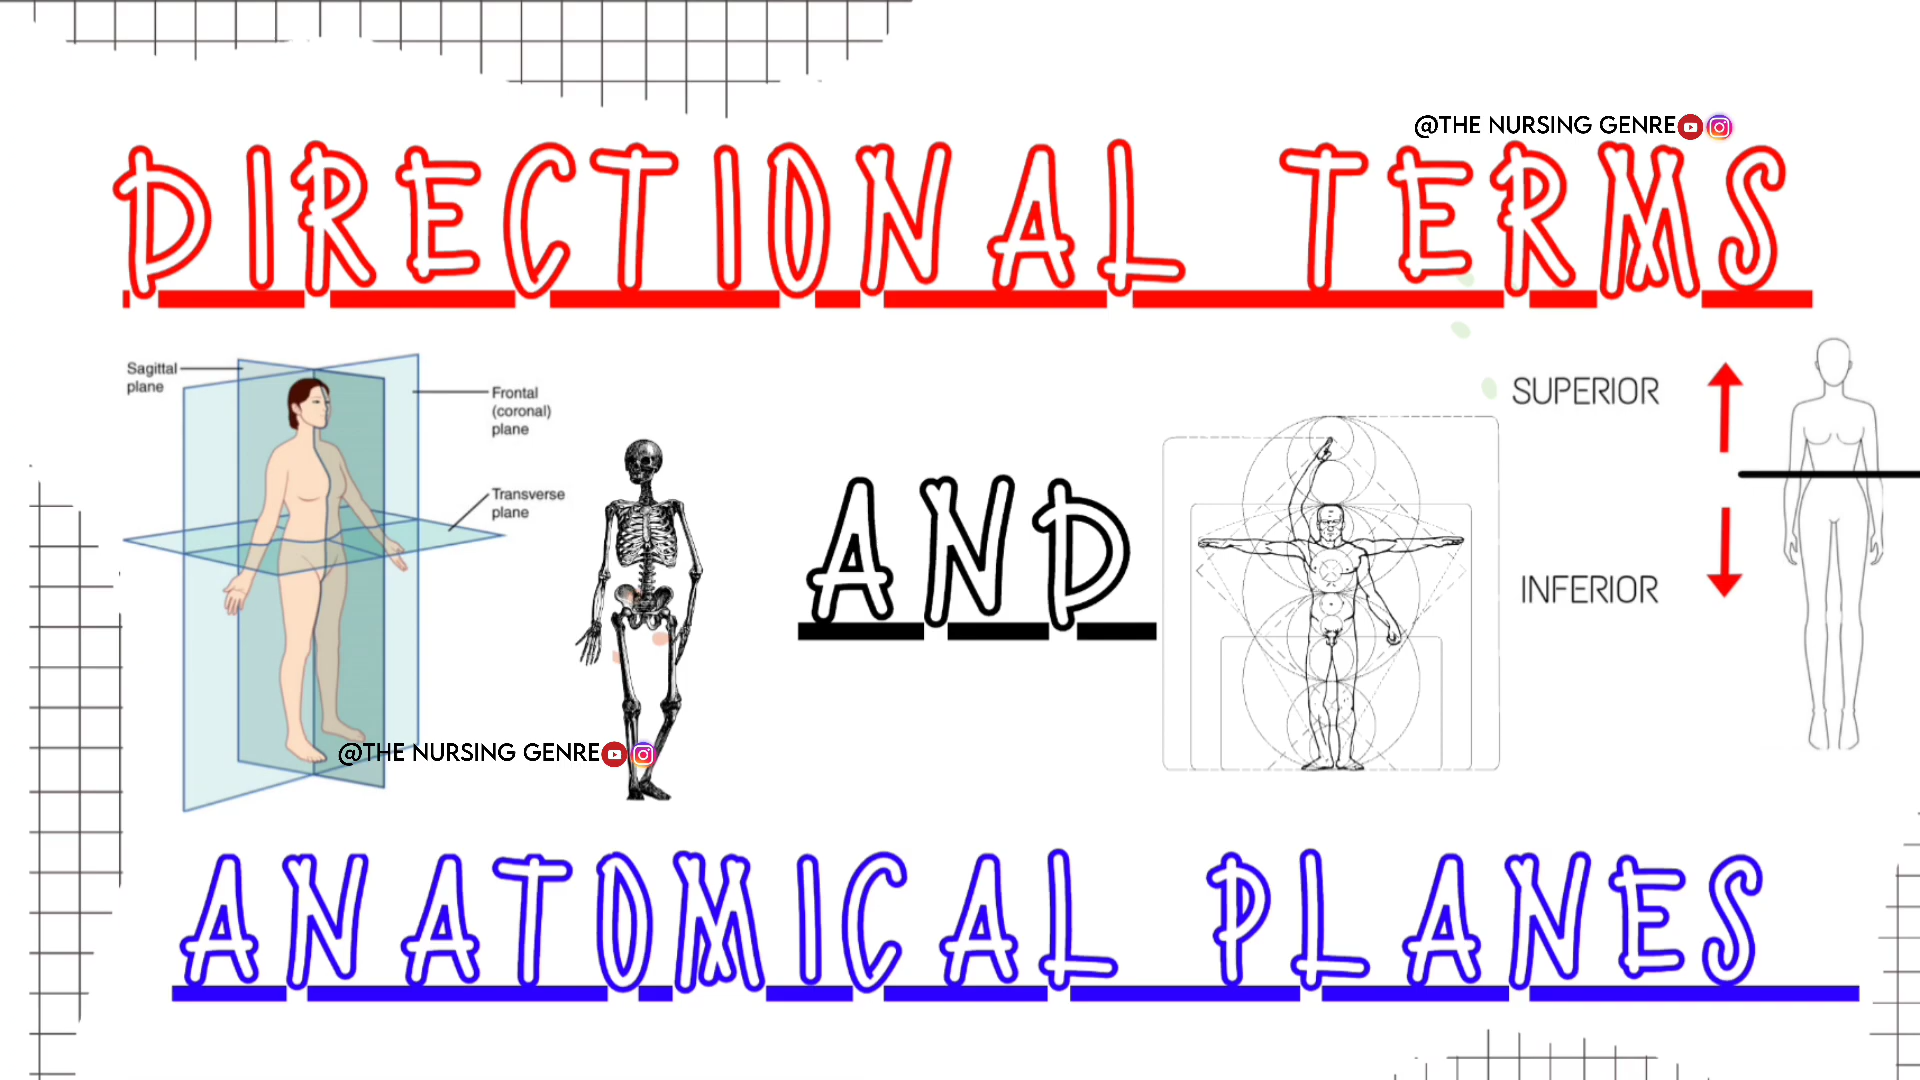 @THE NURSING GENRE
DIRECTIONAL TERMS
Sagittal
plane
Frontal
(coronal)
plane
Transverse
plane
AND
SUPERIOR
INFERIOR
@THE NURSING GENRE
ANATOMICAL PLANES